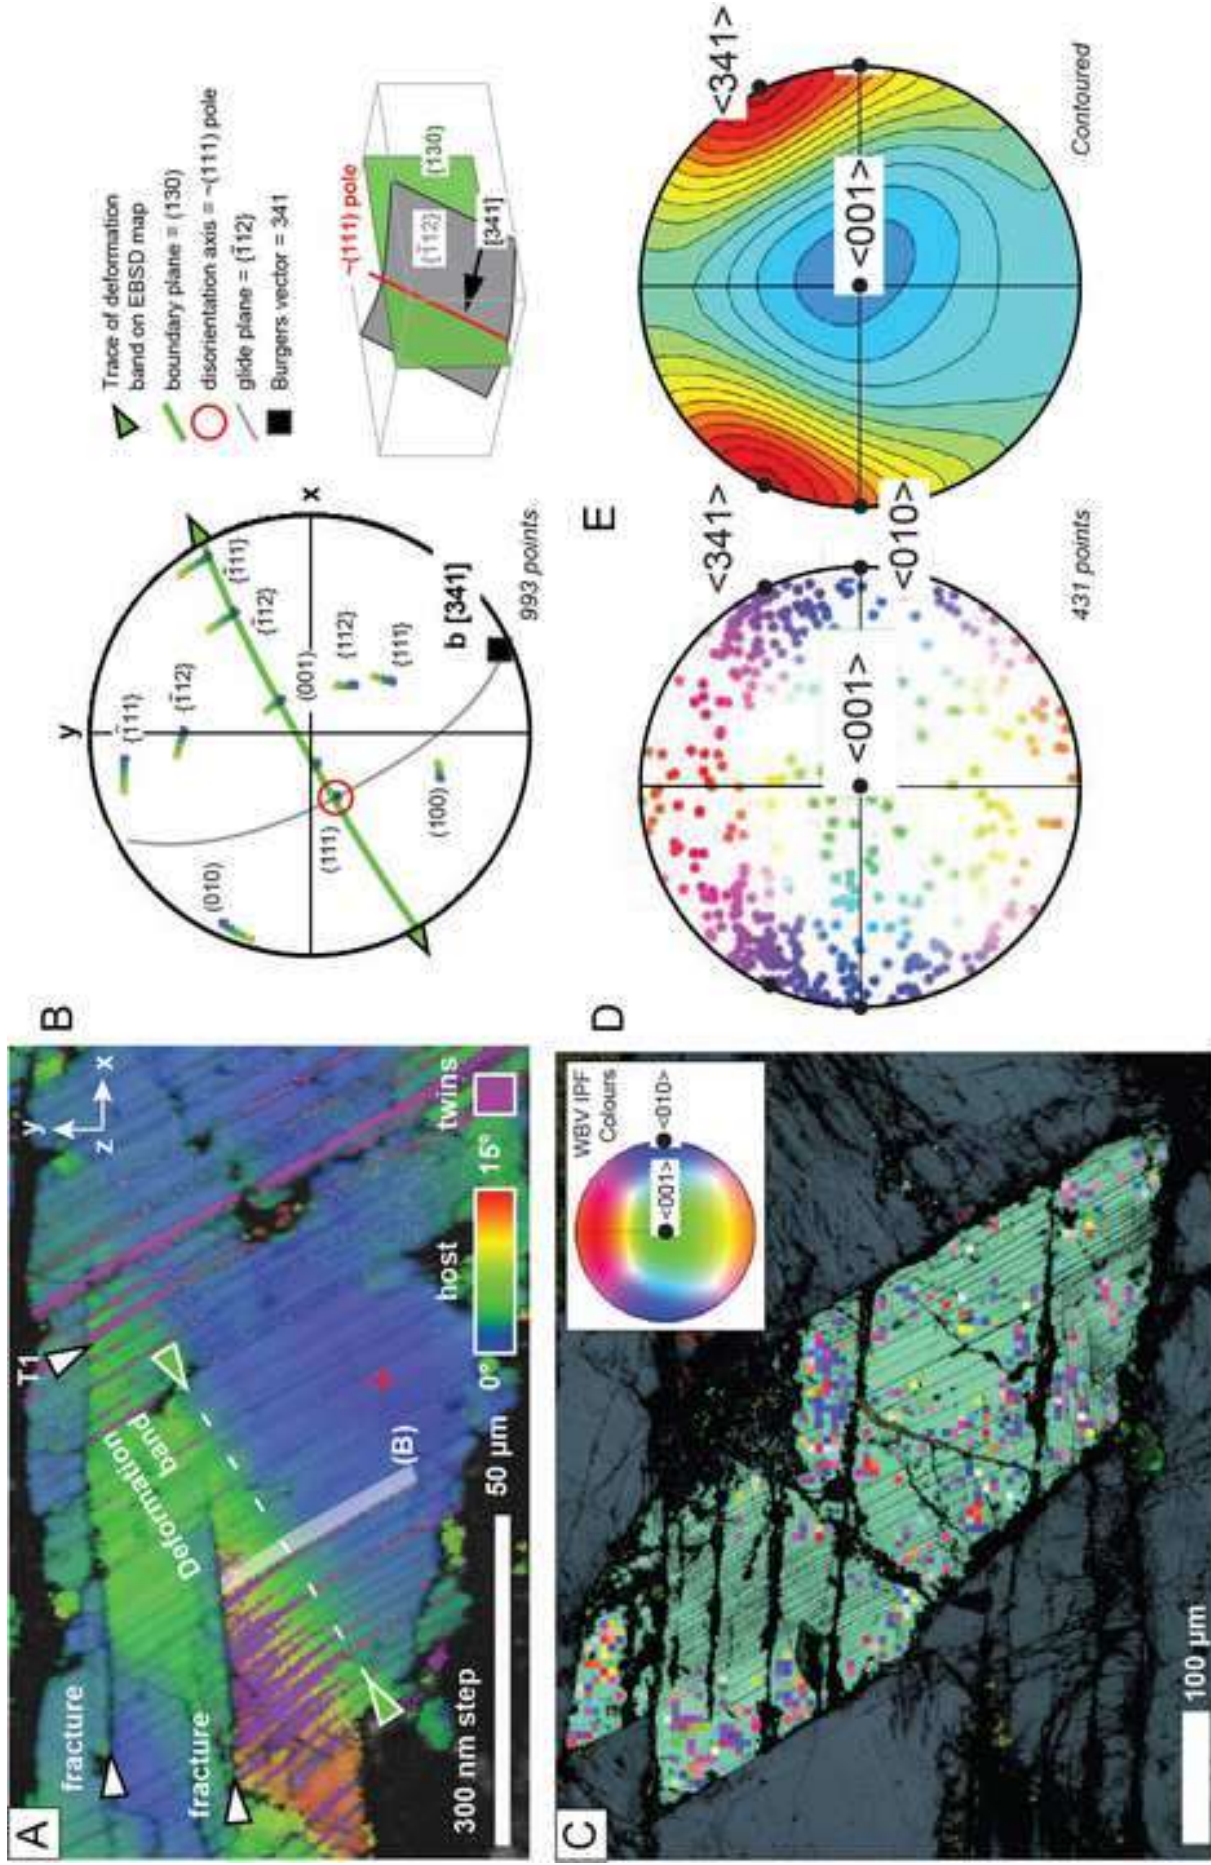 A
fracture
fracture
Deformation
band
T1
y
z
x
(B)
300 nm step
50 µm
0°
host
15°
twins
B
y
x
{1̄11}
{1̄12}
(010)
(001)
{1̄11}
{1̄12}
{112}
{111}
(111)
(100)
b [341]
993 points
Trace of deformation
band on EBSD map
boundary plane = (130)
disorientation axis = ~(111) pole
glide plane = {1̄12}
Burgers vector = 341
~(111) pole
{130}
{1̄12}
[341]
C
WBV IPF
Colours
<001>
<010>
100 µm
D
<341>
<001>
<010>
431 points
E
<341>
<001>
Contoured